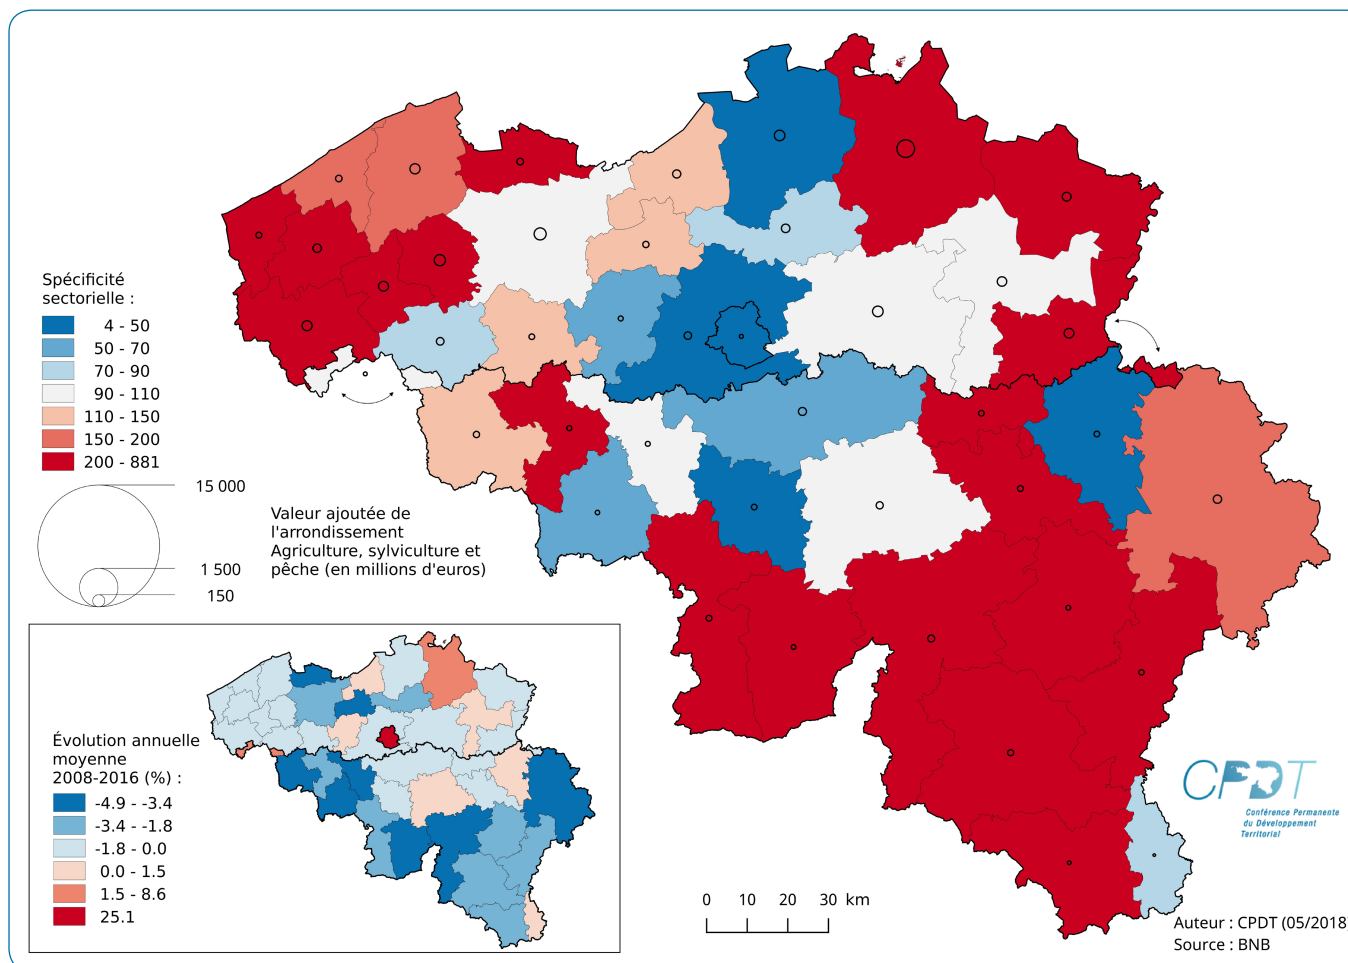 Spécificité
sectorielle :
4 - 50
50 - 70
70 - 90
90 - 110
110 - 150
150 - 200
200 - 881
15 000
1 500
150
Valeur ajoutée de
l'arrondissement
Agriculture, sylviculture et
pêche (en millions d'euros)
Évolution annuelle
moyenne
2008-2016 (%) :
-4.9 - -3.4
-3.4 - -1.8
-1.8 - 0.0
0.0 - 1.5
1.5 - 8.6
25.1
0 10 20 30 km
CPDT
Conférence Permanente
du Développement
Territorial
Auteur : CPDT (05/2018)
Source : BNB